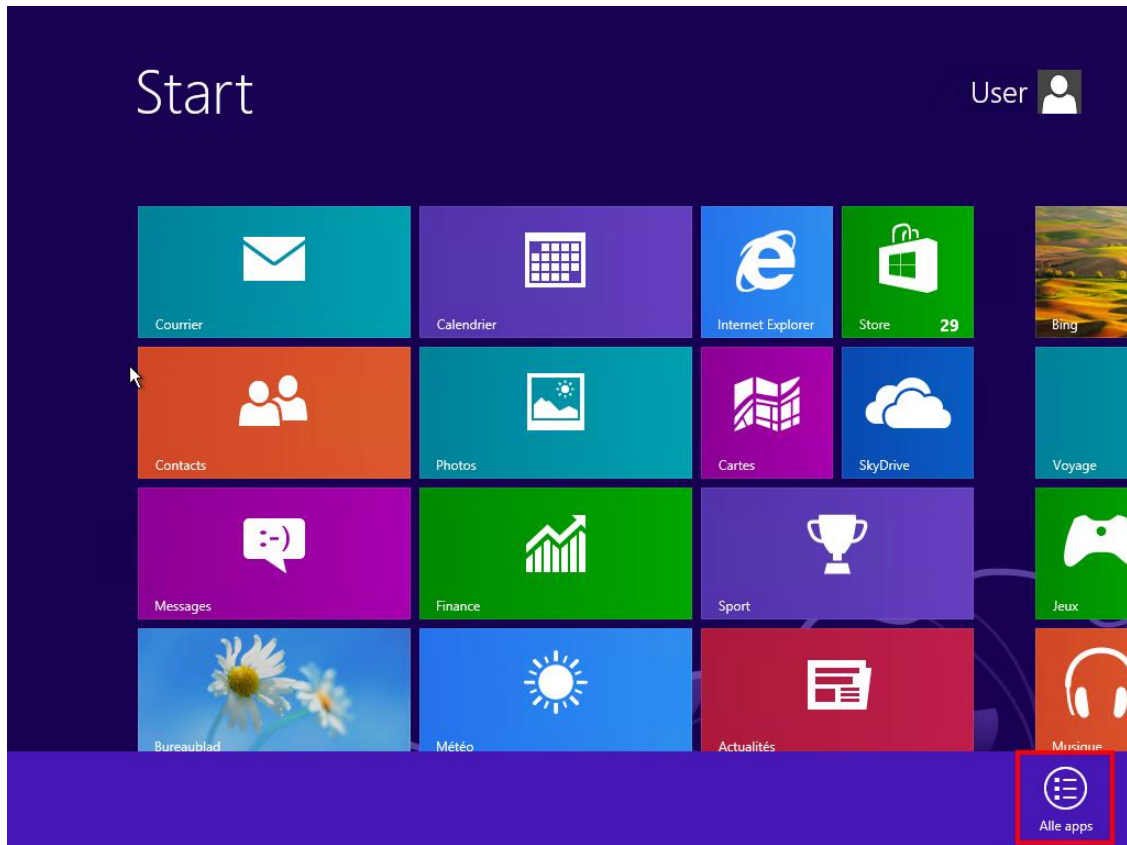 Start
User
Courrier
Calendrier
Internet Explorer
Store 29
Bing
Contacts
Photos
Cartes
SkyDrive
Voyage
:-)
Messages
Finance
Sport
Jeux
Bureaublad
Météo
Actualités
Musique
Alle apps